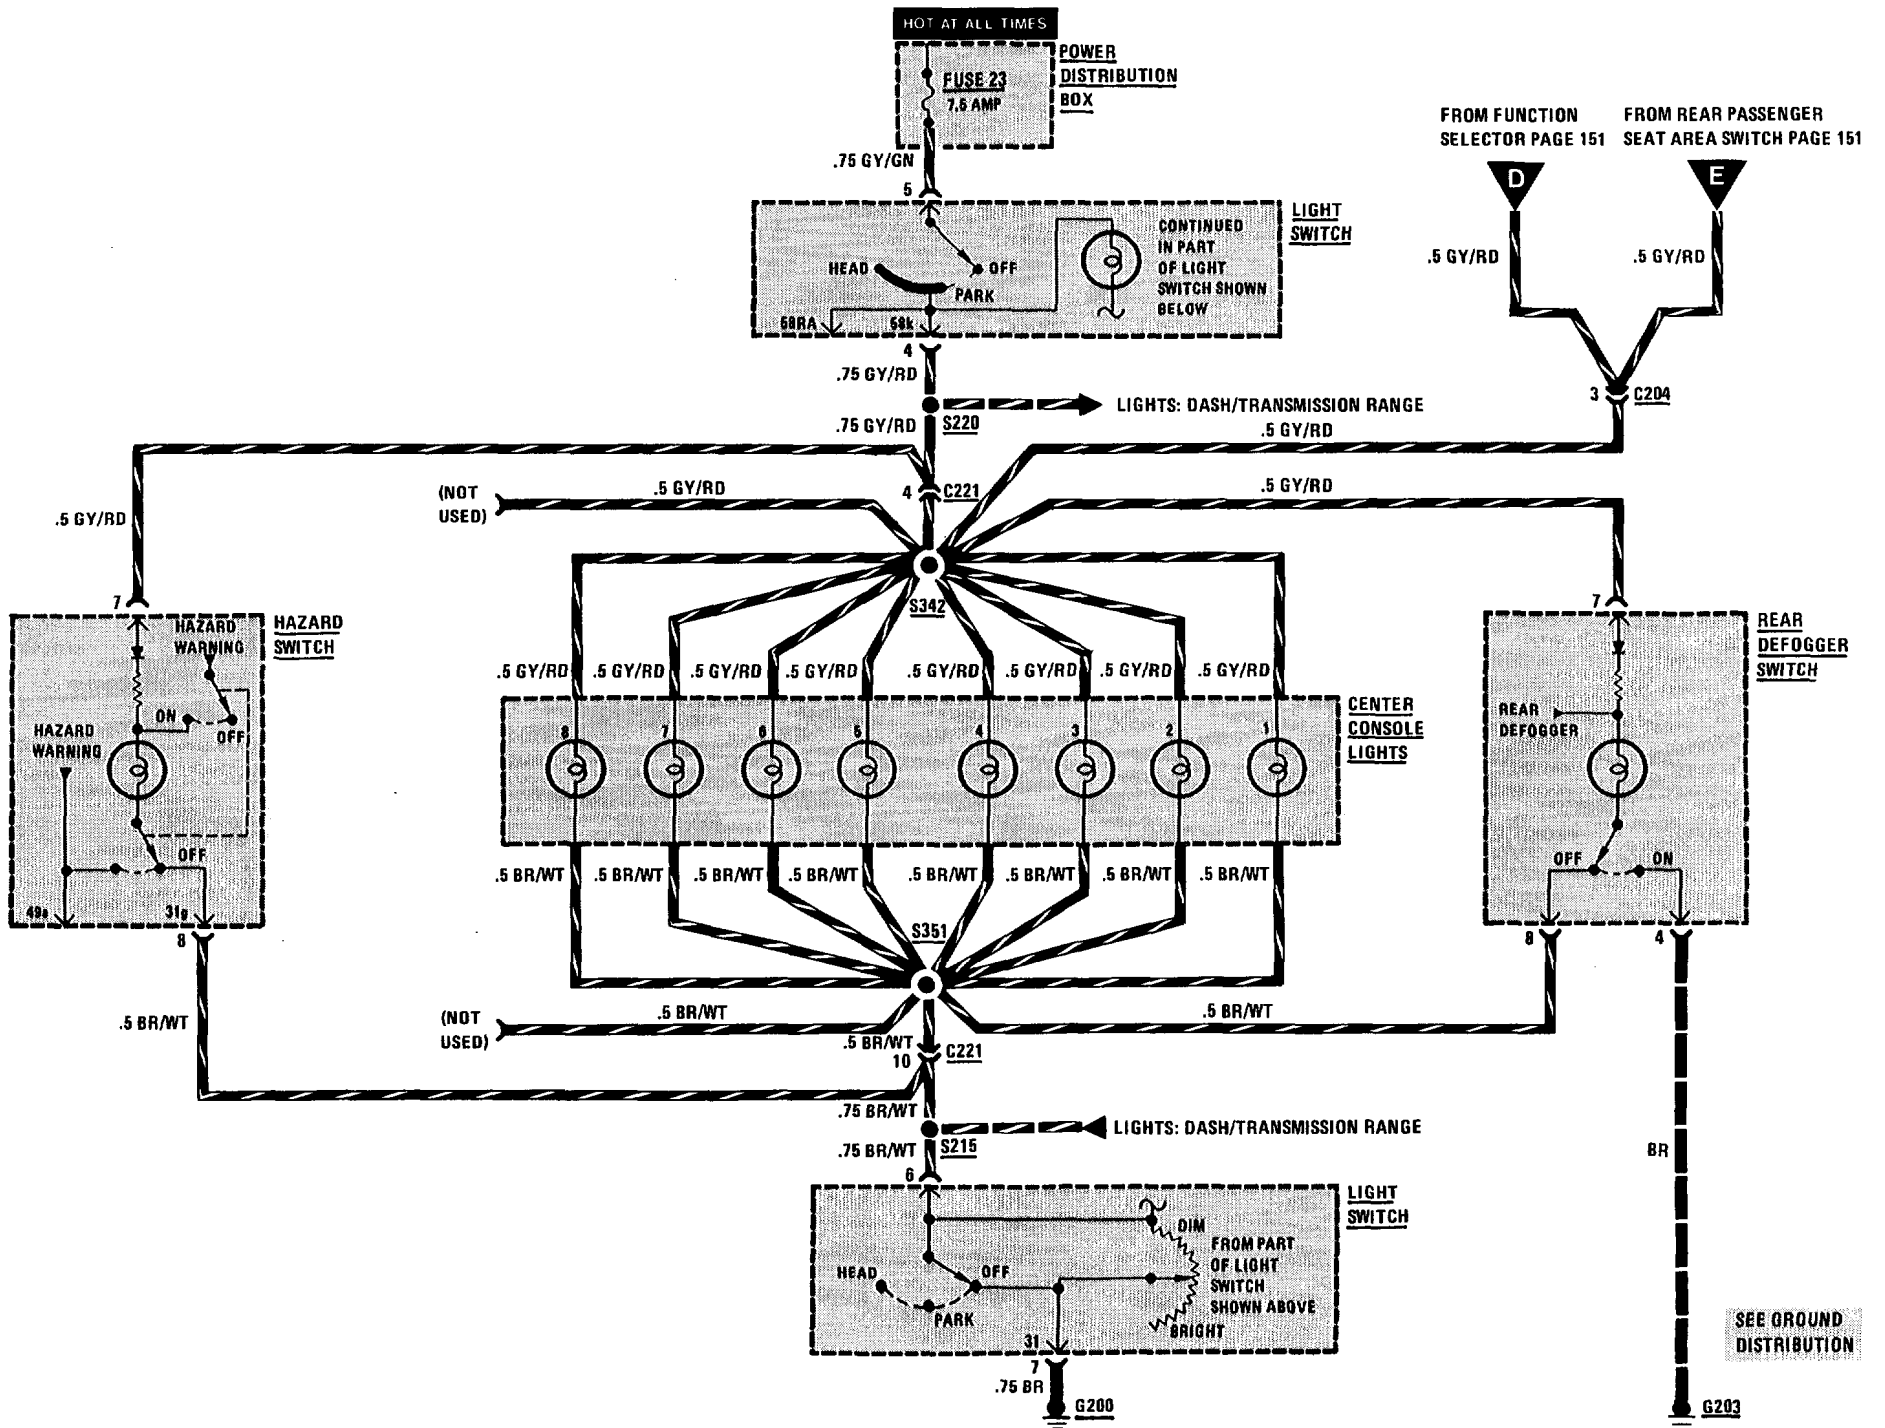 HOT AT ALL TIMES
POWER
DISTRIBUTION
BOX
FUSE 23
7.5 AMP
.75 GY/GN
5
FROM FUNCTION
SELECTOR PAGE 151
FROM REAR PASSENGER
SEAT AREA SWITCH PAGE 151
D
E
.5 GY/RD
.5 GY/RD
LIGHT
SWITCH
CONTINUED
IN PART
OF LIGHT
SWITCH SHOWN
BELOW
HEAD
OFF
PARK
58RA
58k
4
.75 GY/RD
3
C204
LIGHTS: DASH/TRANSMISSION RANGE
S220
.75 GY/RD
.5 GY/RD
(NOT
USED)
.5 GY/RD
4
C221
.5 GY/RD
.5 GY/RD
7
S342
7
HAZARD
SWITCH
HAZARD
WARNING
ON
OFF
HAZARD
WARNING
OFF
49a
31g
8
.5 GY/RD
.5 GY/RD
.5 GY/RD
.5 GY/RD
.5 GY/RD
.5 GY/RD
.5 GY/RD
.5 GY/RD
CENTER
CONSOLE
LIGHTS
8
7
6
5
4
3
2
1
REAR
DEFOGGER
SWITCH
REAR
DEFOGGER
OFF
ON
8
4
.5 BR/WT
.5 BR/WT
.5 BR/WT
.5 BR/WT
.5 BR/WT
.5 BR/WT
.5 BR/WT
.5 BR/WT
S351
.5 BR/WT
(NOT
USED)
.5 BR/WT
.5 BR/WT
.5 BR/WT
10
C221
.75 BR/WT
LIGHTS: DASH/TRANSMISSION RANGE
.75 BR/WT
S215
6
BR
LIGHT
SWITCH
DIM
FROM PART
OF LIGHT
SWITCH
SHOWN ABOVE
HEAD
OFF
PARK
BRIGHT
31
7
.75 BR
G200
SEE GROUND
DISTRIBUTION
G203